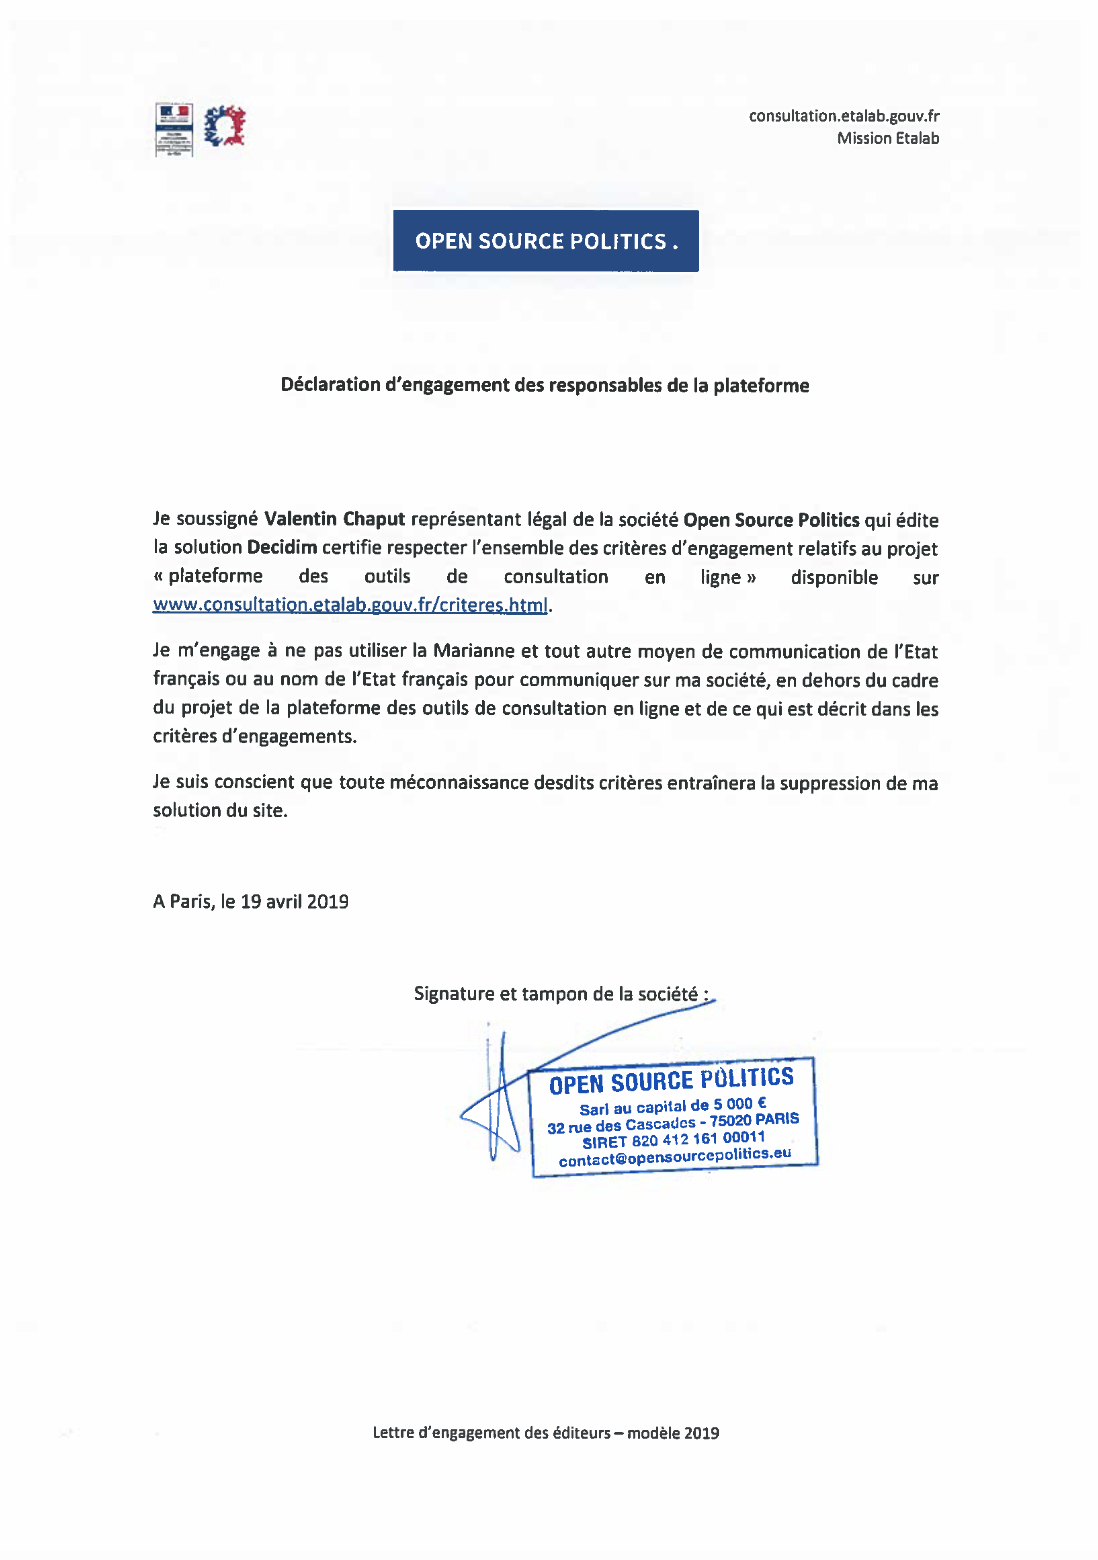 consultation.etalab.gouv.fr
Mission Etalab
OPEN SOURCE POLITICS .
Déclaration d'engagement des responsables de la plateforme
Je soussigné Valentin Chaput représentant légal de la société Open Source Politics qui édite
la solution Decidim certifie respecter l'ensemble des critères d'engagement relatifs au projet
« plateforme des outils de consultation en ligne » disponible sur
www.consultation.etalab.gouv.fr/criteres.html.
Je m'engage à ne pas utiliser la Marianne et tout autre moyen de communication de l'Etat
français ou au nom de l'Etat français pour communiquer sur ma société, en dehors du cadre
du projet de la plateforme des outils de consultation en ligne et de ce qui est décrit dans les
critères d'engagements.
Je suis conscient que toute méconnaissance desdits critères entraînera la suppression de ma
solution du site.
A Paris, le 19 avril 2019
Signature et tampon de la société :
OPEN SOURCE POLITICS
Sarl au capital de 5 000 €
32 rue des Cascades - 75020 PARIS
SIRET 820 412 161 00011
contact@opensourcepolitics.eu
Lettre d'engagement des éditeurs – modèle 2019